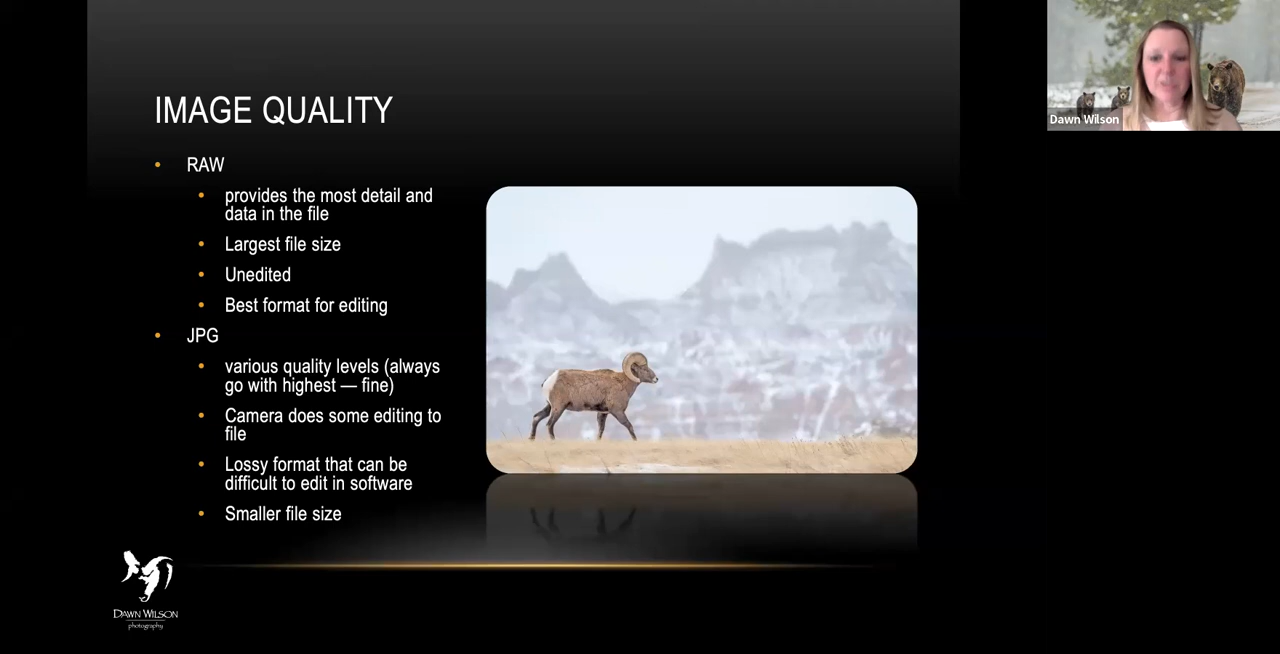 IMAGE QUALITY
• RAW
• provides the most detail and
data in the file
• Largest file size
• Unedited
• Best format for editing
• JPG
• various quality levels (always
go with highest — fine)
• Camera does some editing to
file
• Lossy format that can be
difficult to edit in software
• Smaller file size
DAWN WILSON
photography
Dawn Wilson